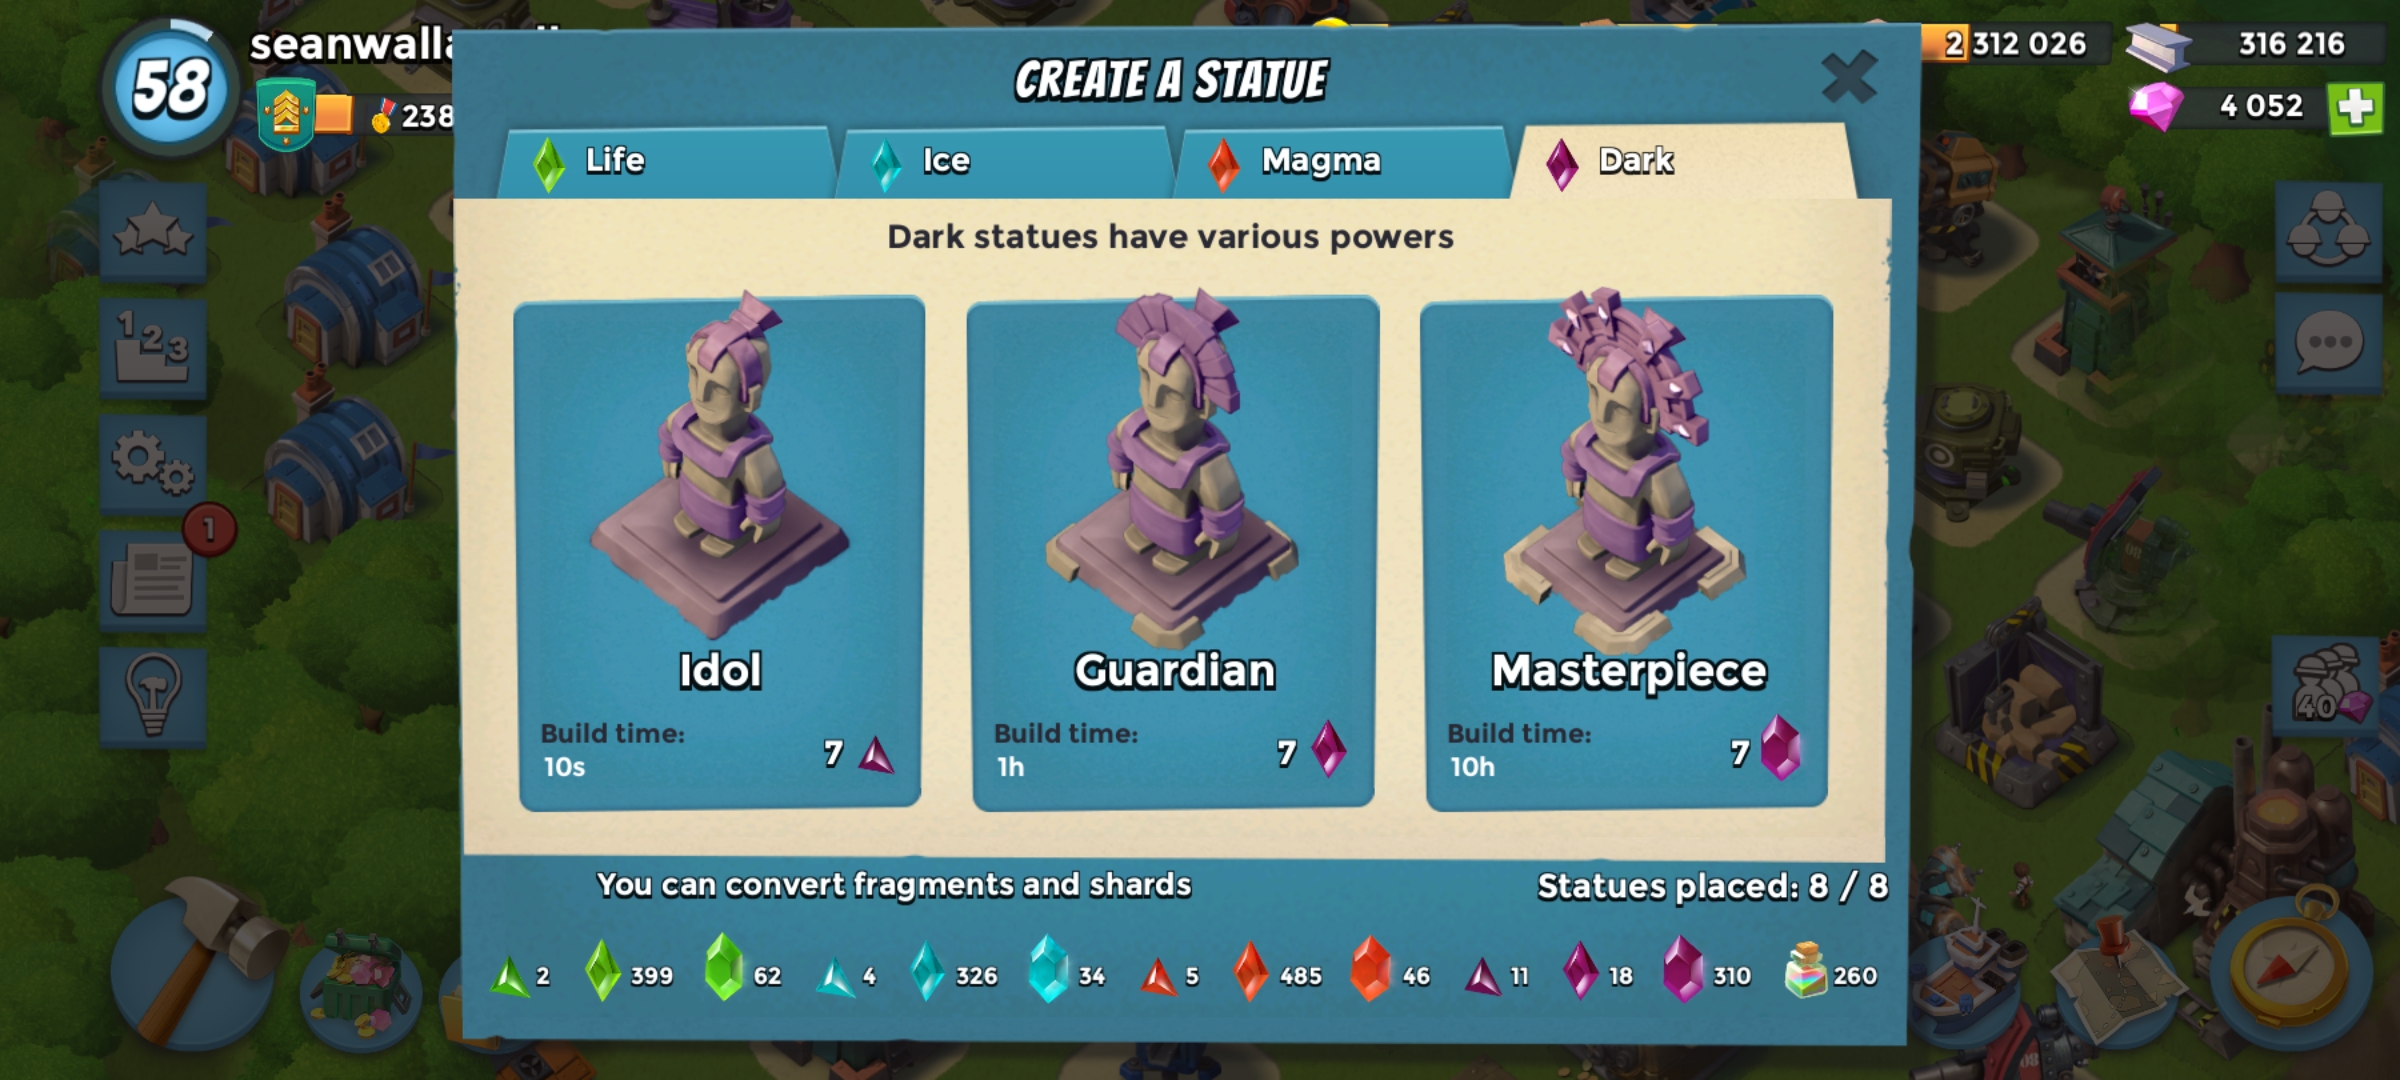 58
238
CREATE A STATUE
2 312 026
316 216
4 052
Life
Ice
Magma
Dark
Dark statues have various powers
1 2 3
1
Idol
Build time:
10s
7
Guardian
Build time:
1h
7
Masterpiece
Build time:
10h
7
40
You can convert fragments and shards
Statues placed: 8 / 8
2
399
62
4
326
34
5
485
46
11
18
310
260